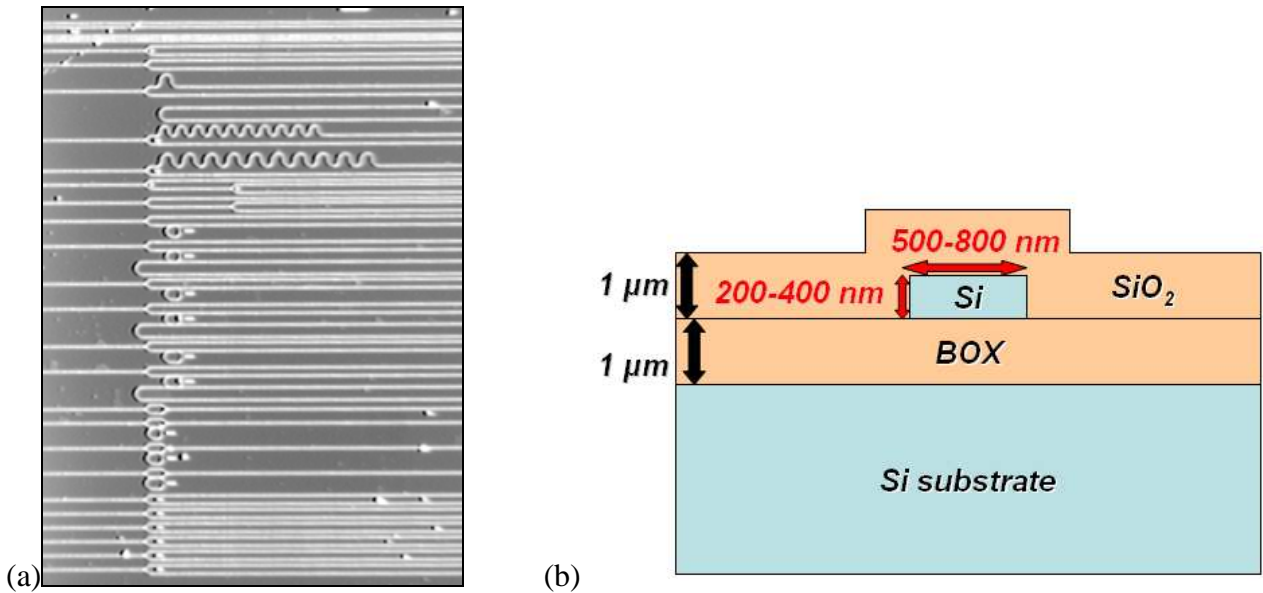 500-800 nm
1 μm
200-400 nm
Si
SiO₂
1 μm
BOX
Si substrate
(a)
(b)